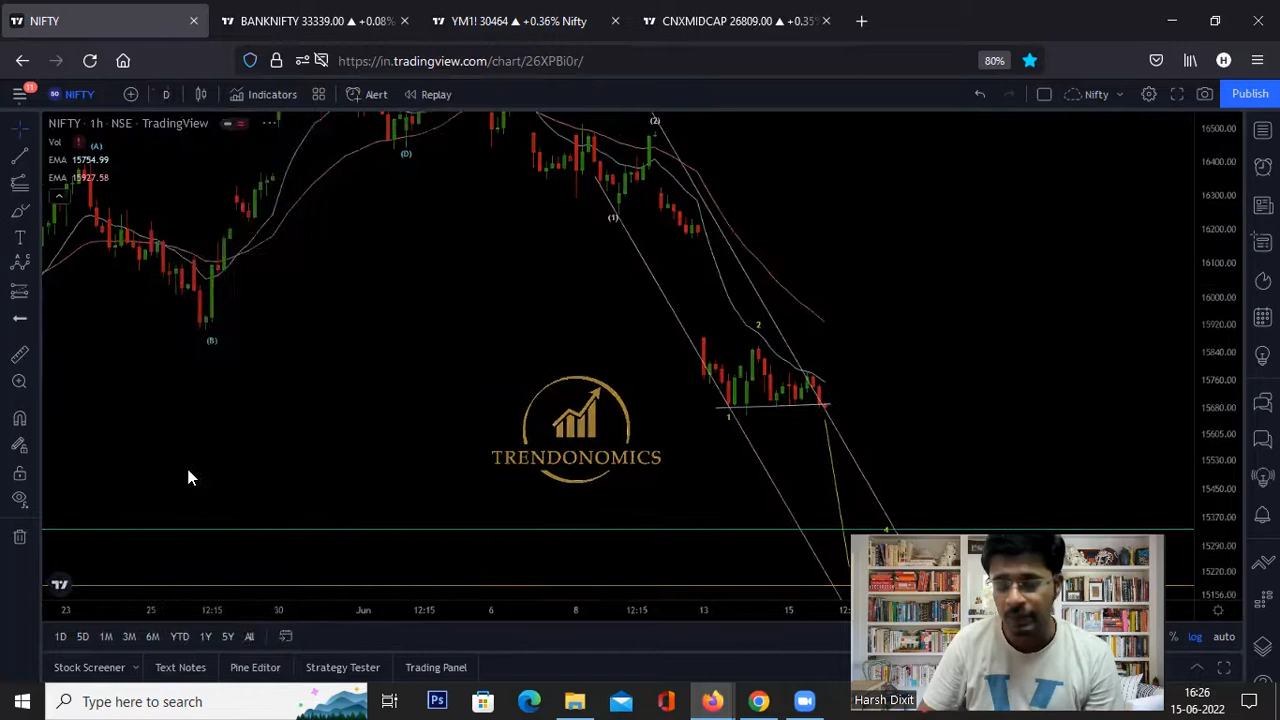 NIFTY
BANKNIFTY 33339.00 ▲ +0.08%
YM1! 30464 ▲ +0.36% Nifty
CNXMIDCAP 26809.00 ▲ +0.35%
https://in.tradingview.com/chart/26XPBi0r/
80%
H
11
NIFTY
D
Indicators
Alert
Replay
Nifty
Publish
NIFTY · 1h · NSE · TradingView
Vol
EMA 15754.99
EMA 15927.58
(A)
(B)
(D)
(1)
(2)
1
2
4
TRENDONOMICS
16500.00
16400.00
16300.00
16200.00
16100.00
16000.00
15920.00
15840.00
15760.00
15680.00
15605.00
15530.00
15450.00
15370.00
15290.00
15220.00
15156.00
23 25 12:15 30 Jun 12:15 6 8 12:15 13 15
1D 5D 1M 3M 6M YTD 1Y 5Y All
% log auto
Stock Screener Text Notes Pine Editor Strategy Tester Trading Panel
Harsh Dixit
Type here to search
Ps
16:26
15-06-2022